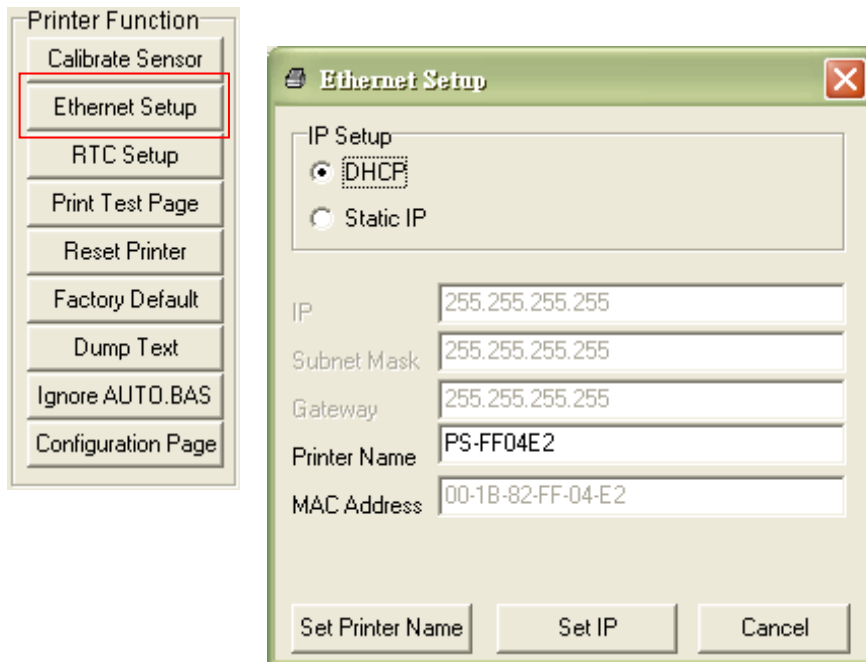 Printer Function
Calibrate Sensor
Ethernet Setup
RTC Setup
Print Test Page
Reset Printer
Factory Default
Dump Text
Ignore AUTO.BAS
Configuration Page
Ethernet Setup
IP Setup
DHCP
Static IP
IP 255.255.255.255
Subnet Mask 255.255.255.255
Gateway 255.255.255.255
Printer Name PS-FF04E2
MAC Address 00-1B-82-FF-04-E2
Set Printer Name Set IP Cancel